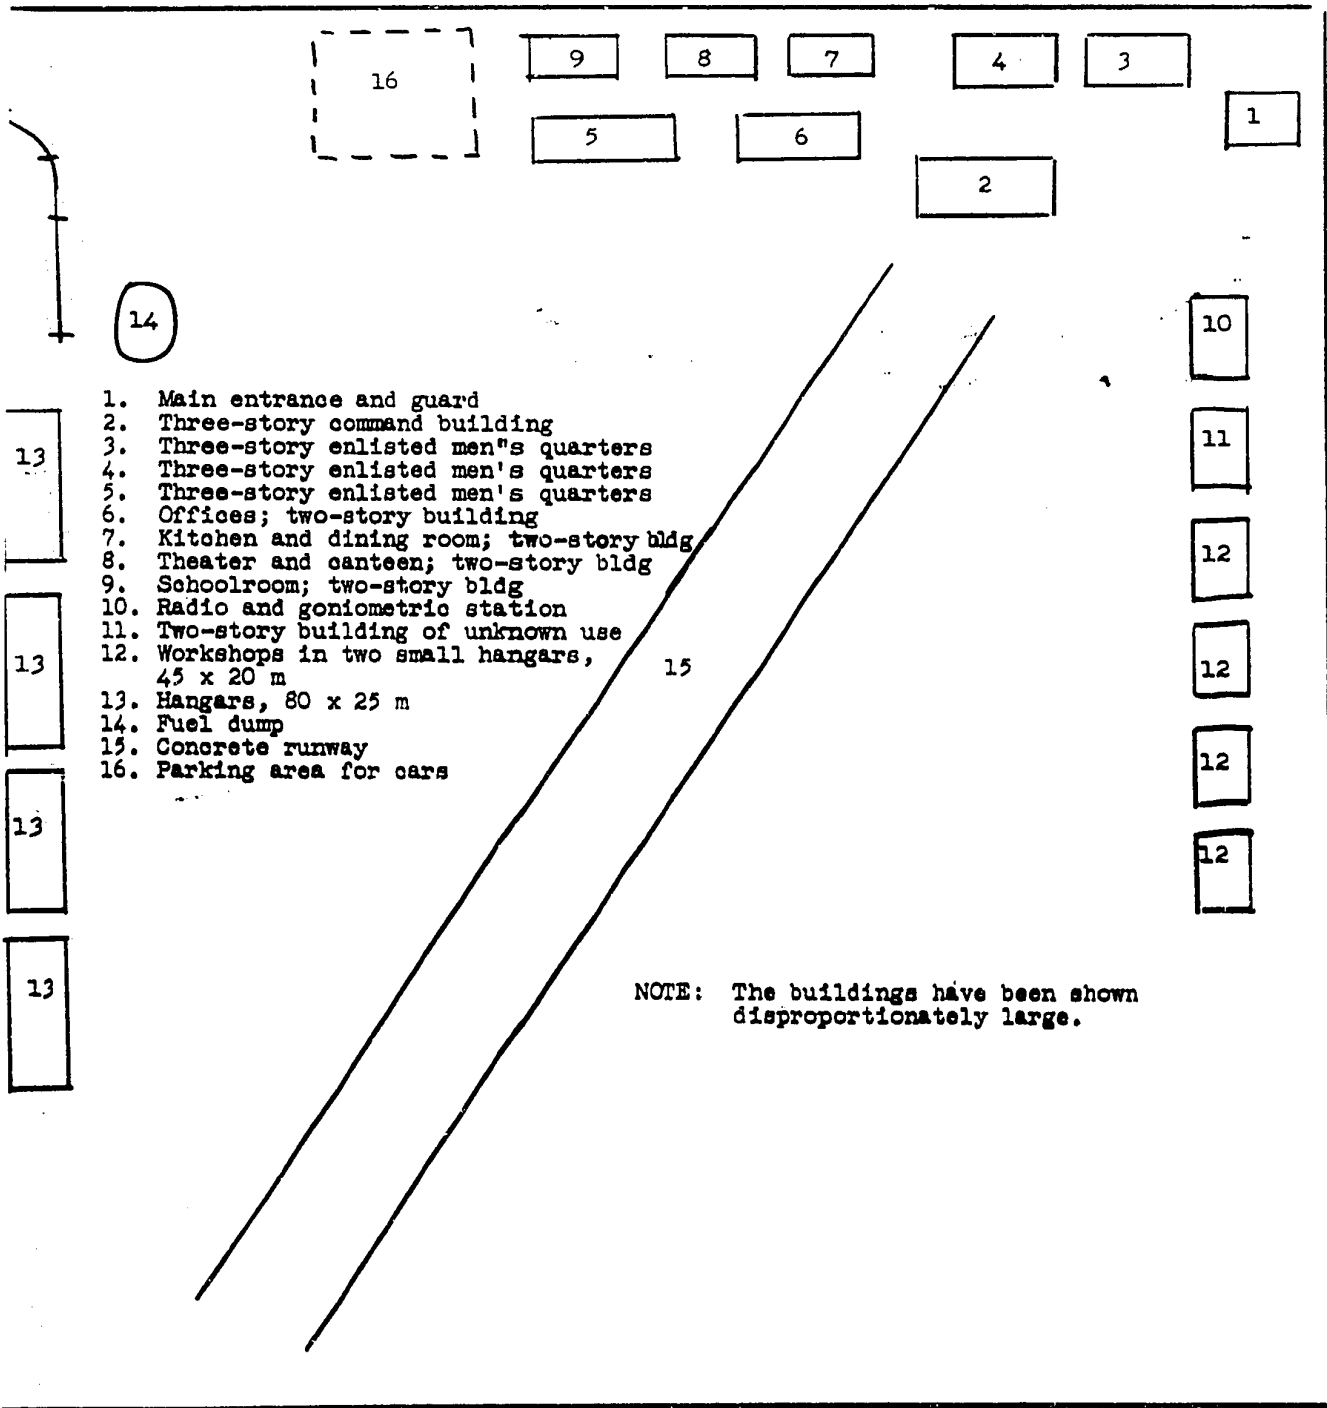 16
9
8
7
4
3
1
5
6
2
14
10
11
12
12
12
12
13
13
13
13
15
1. Main entrance and guard
2. Three-story command building
3. Three-story enlisted men"s quarters
4. Three-story enlisted men's quarters
5. Three-story enlisted men's quarters
6. Offices; two-story building
7. Kitchen and dining room; two-story bldg
8. Theater and canteen; two-story bldg
9. Schoolroom; two-story bldg
10. Radio and goniometric station
11. Two-story building of unknown use
12. Workshops in two small hangars,
45 x 20 m
13. Hangars, 80 x 25 m
14. Fuel dump
15. Concrete runway
16. Parking area for cars
NOTE: The buildings have been shown
disproportionately large.